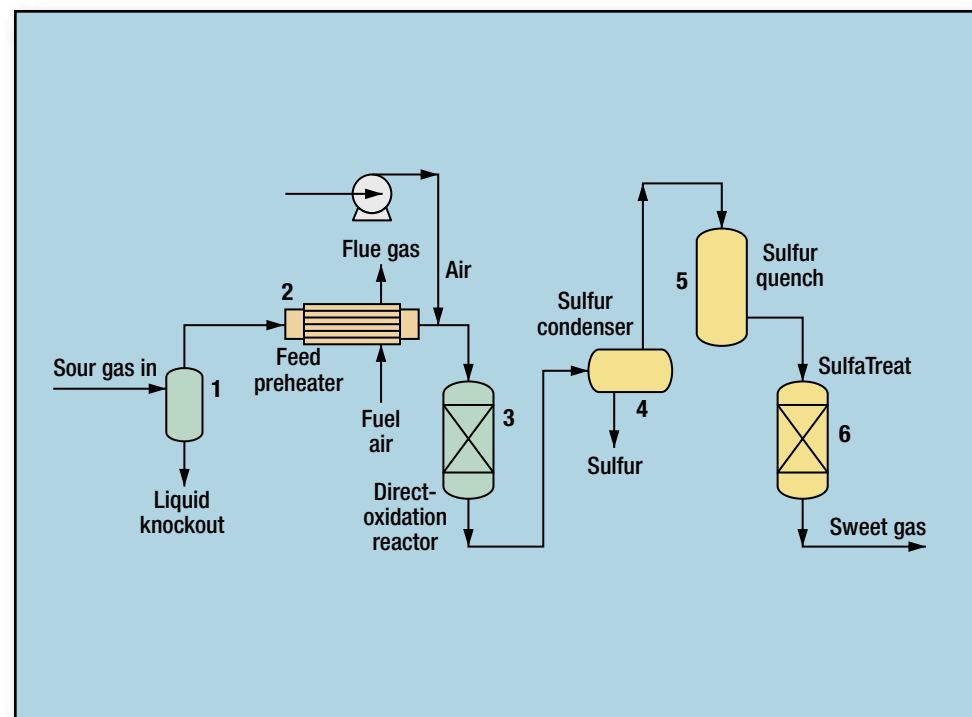 Flue gas
Air
2
Feed
preheater
Sour gas in
1
Fuel
air
Liquid
knockout
3
Direct-
oxidation
reactor
Sulfur
condenser
4
Sulfur
5
Sulfur
quench
SulfaTreat
6
Sweet gas